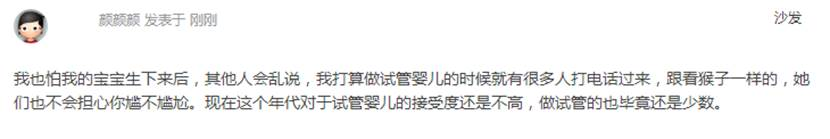 颜颜颜 发表于 刚刚
沙发
我也怕我的宝宝生下来后，其他人会乱说，我打算做试管婴儿的时候就有很多人打电话过来，跟看猴子一样的，她
们也不会担心你尴不尴尬。现在这个年代对于试管婴儿的接受度还是不高，做试管的也毕竟还是少数。